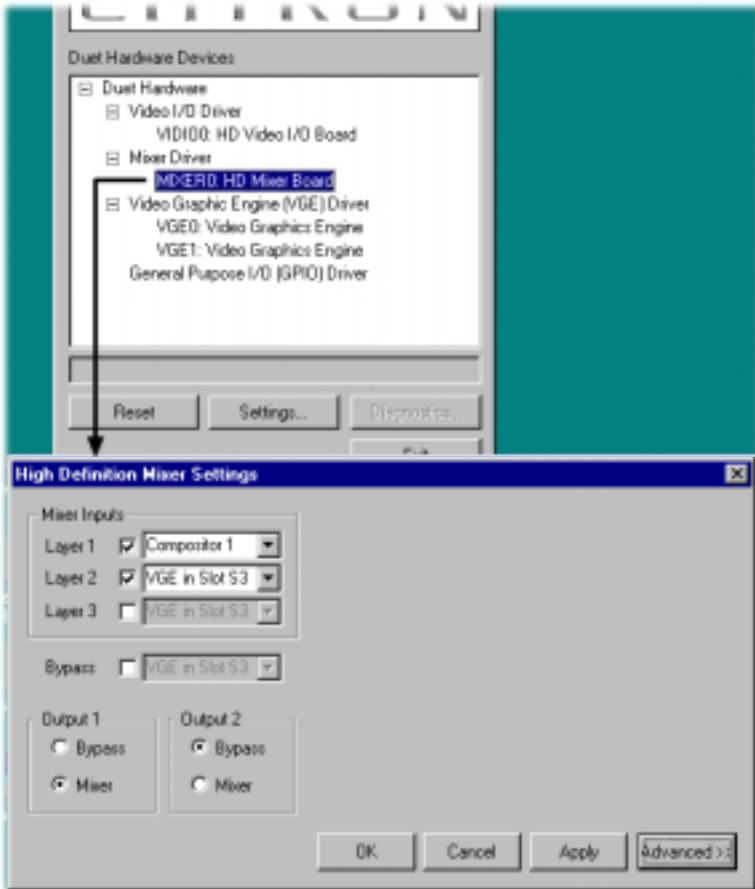 Duet Hardware Devices
Duet Hardware
Video I/O Driver
VIDIO0: HD Video I/O Board
Mixer Driver
MIXER0: HD Mixer Board
Video Graphic Engine (VGE) Driver
VGE0: Video Graphics Engine
VGE1: Video Graphics Engine
General Purpose I/O (GPIO) Driver
Reset Settings... Diagnostics...
Exit
High Definition Mixer Settings
Mixer Inputs
Layer 1 Compositor 1
Layer 2 VGE in Slot S3
Layer 3 VGE in Slot S3
Bypass VGE in Slot S3
Output 1 Output 2
Bypass Bypass
Mixer Mixer
OK Cancel Apply Advanced >>